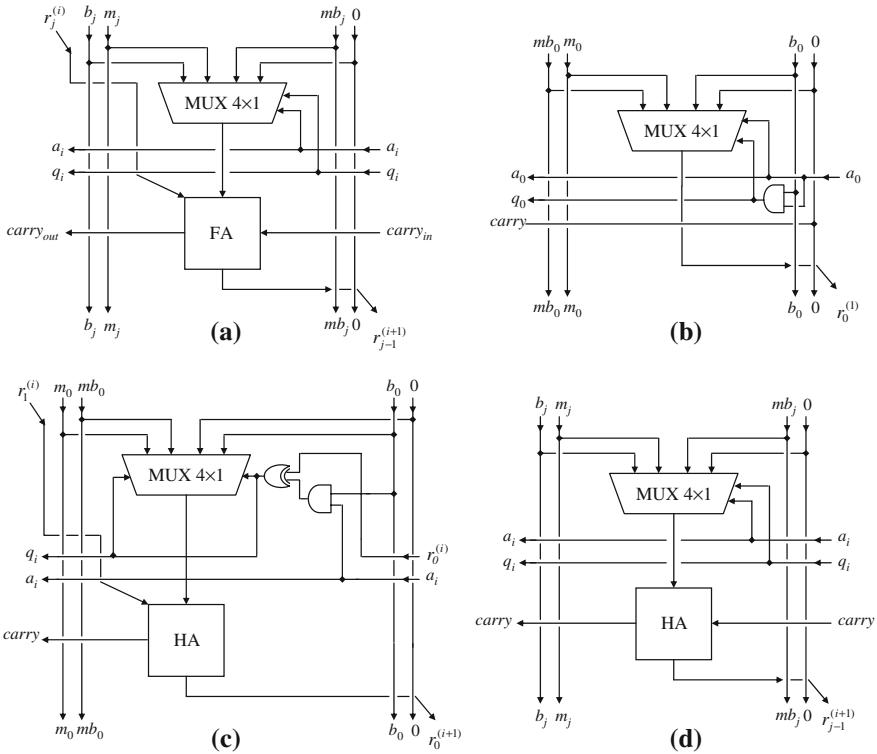 r_j^{(i)} b_j m_j mb_j 0
MUX 4×1
a_i a_i
q_i q_i
carry_out FA carry_in
b_j m_j mb_j 0
r_{j-1}^{(i+1)}
(a)
mb_0 m_0 b_0 0
MUX 4×1
a_0 a_0
q_0
carry
mb_0 m_0 b_0 0
r_0^{(1)}
(b)
r_1^{(i)} m_0 mb_0 b_0 0
MUX 4×1
q_i r_0^{(i)}
a_i a_i
carry HA
m_0 mb_0 b_0 0
r_0^{(i+1)}
(c)
b_j m_j mb_j 0
MUX 4×1
a_i a_i
q_i q_i
carry HA carry
b_j m_j mb_j 0
r_{j-1}^{(i+1)}
(d)